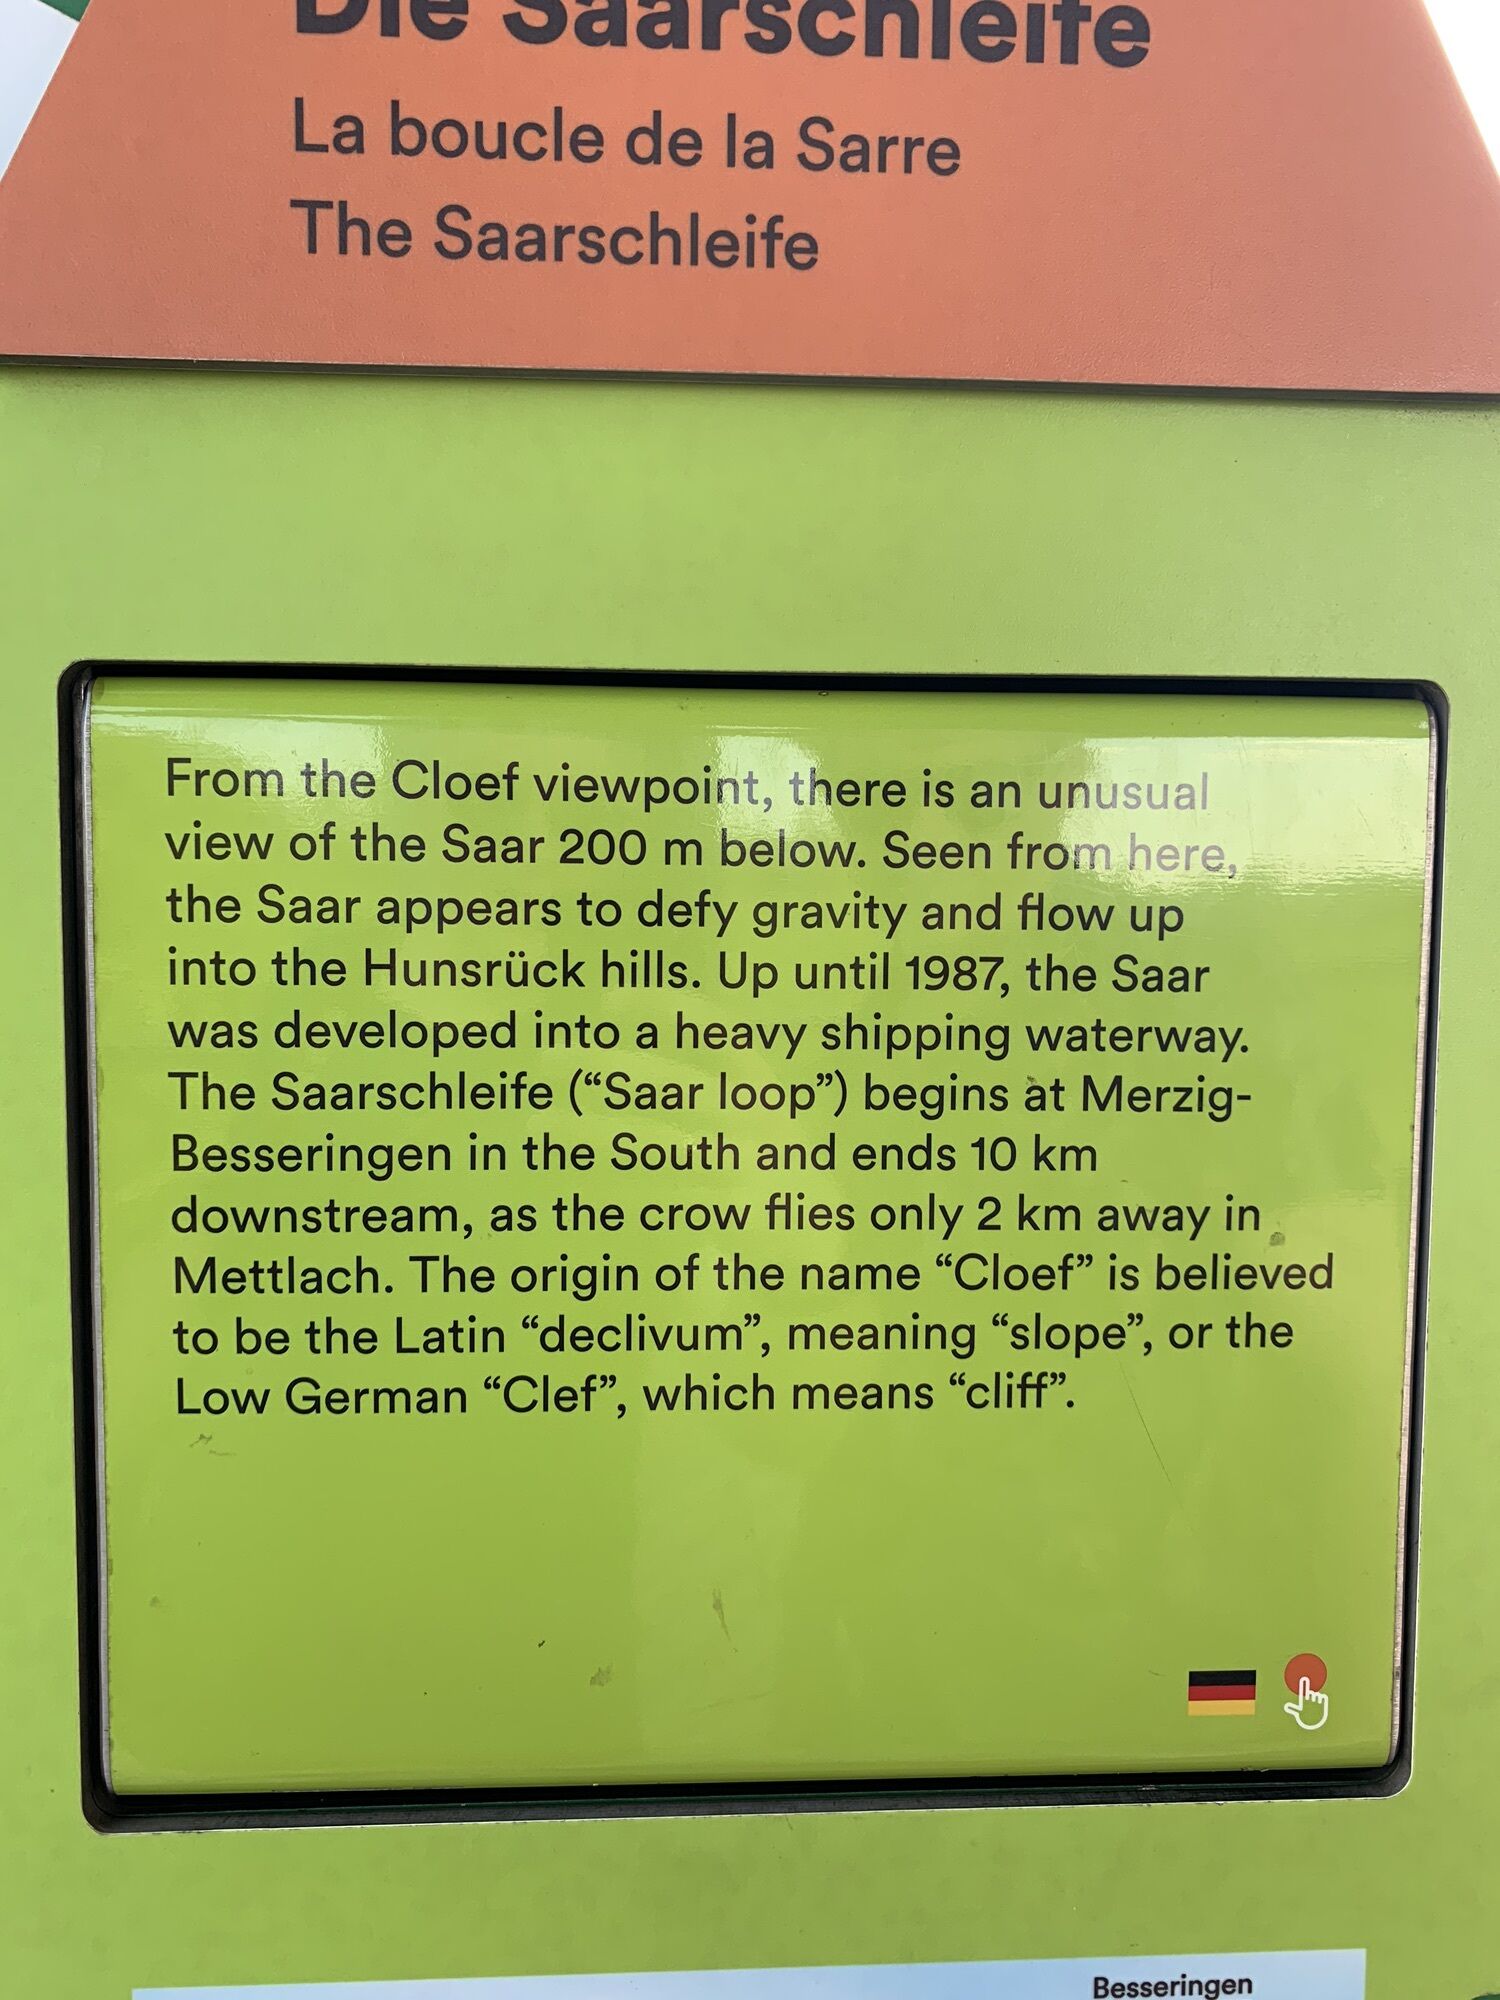 Die Saarschleife
La boucle de la Sarre
The Saarschleife
From the Cloef viewpoint, there is an unusual
view of the Saar 200 m below. Seen from here,
the Saar appears to defy gravity and flow up
into the Hunsrück hills. Up until 1987, the Saar
was developed into a heavy shipping waterway.
The Saarschleife (“Saar loop”) begins at Merzig-
Besseringen in the South and ends 10 km
downstream, as the crow flies only 2 km away in
Mettlach. The origin of the name “Cloef” is believed
to be the Latin “declivum”, meaning “slope”, or the
Low German “Clef”, which means “cliff”.
Besseringen